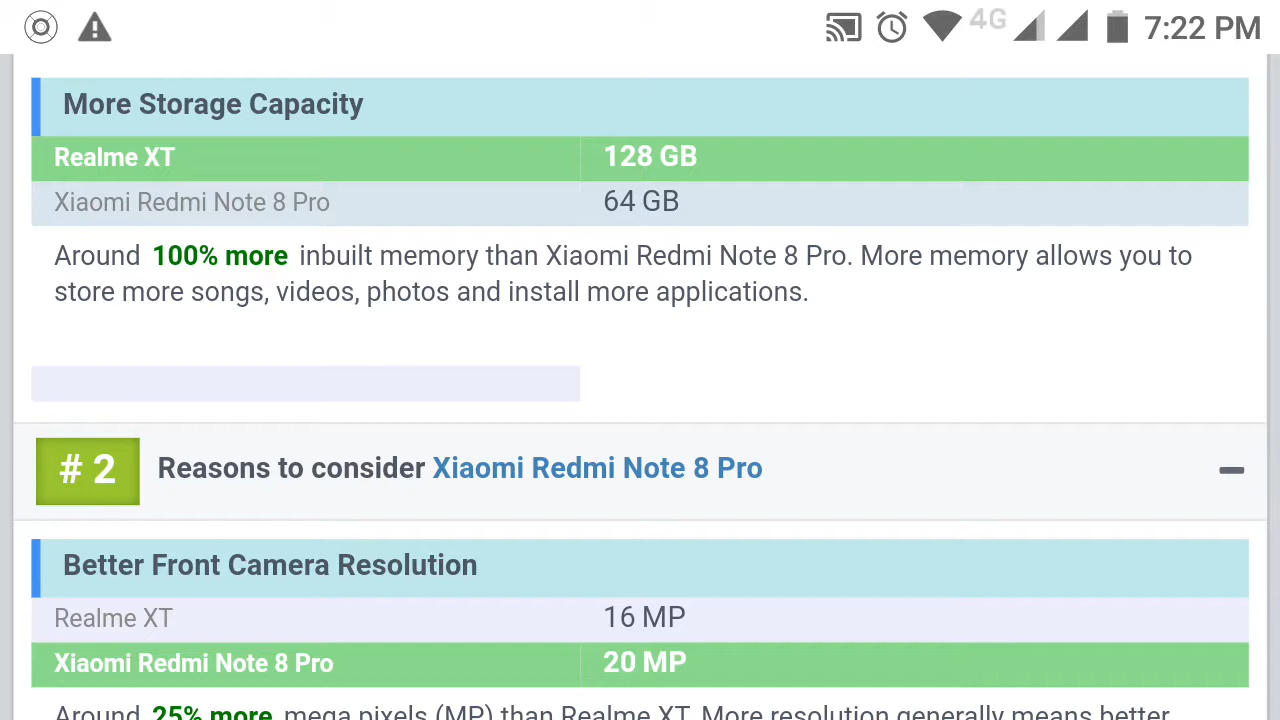 4G 7:22 PM
More Storage Capacity
Realme XT 128 GB
Xiaomi Redmi Note 8 Pro 64 GB
Around 100% more inbuilt memory than Xiaomi Redmi Note 8 Pro. More memory allows you to
store more songs, videos, photos and install more applications.
# 2 Reasons to consider Xiaomi Redmi Note 8 Pro
Better Front Camera Resolution
Realme XT 16 MP
Xiaomi Redmi Note 8 Pro 20 MP
Around 25% more mega pixels (MP) than Realme XT. More resolution generally means better